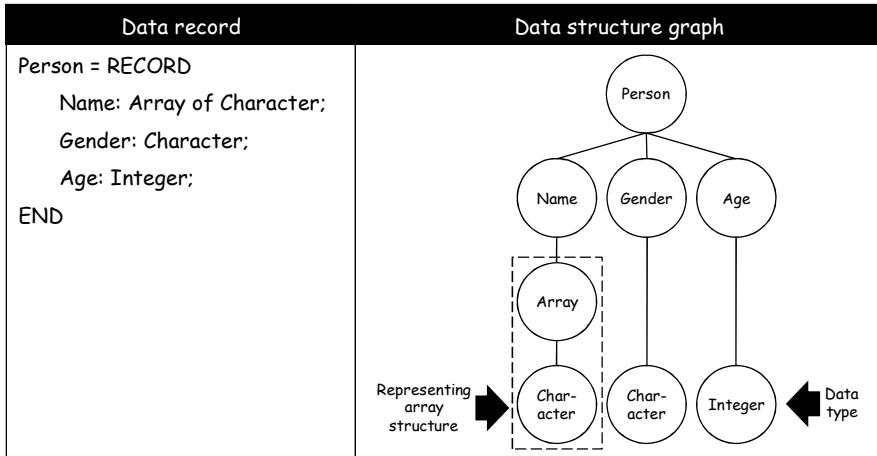 Data record
Data structure graph
Person = RECORD
Name: Array of Character;
Gender: Character;
Age: Integer;
END
Person
Name
Gender
Age
Array
Representing
array
structure
Char-
acter
Char-
acter
Integer
Data
type